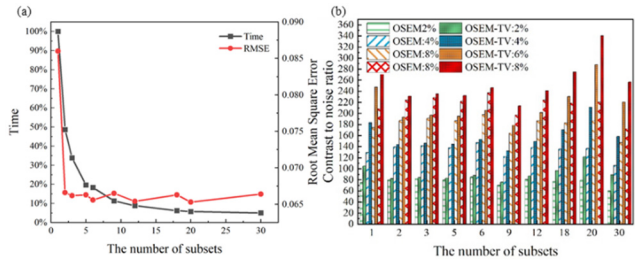 (a)
Time
RMSE
100%
90%
80%
70%
60%
50%
40%
30%
20%
10%
0%
Time
0.090
0.085
0.080
0.075
0.070
0.065
Root Mean Square Error
0 5 10 15 20 25 30
The number of subsets
(b)
OSEM2% OSEM-TV:2%
OSEM:4% OSEM-TV:4%
OSEM:8% OSEM-TV:6%
OSEM:8% OSEM-TV:8%
360
340
320
300
280
260
240
220
200
180
160
140
120
100
80
60
40
20
0
Contrast to noise ratio
1 2 3 5 6 9 12 18 20 30
The number of subsets